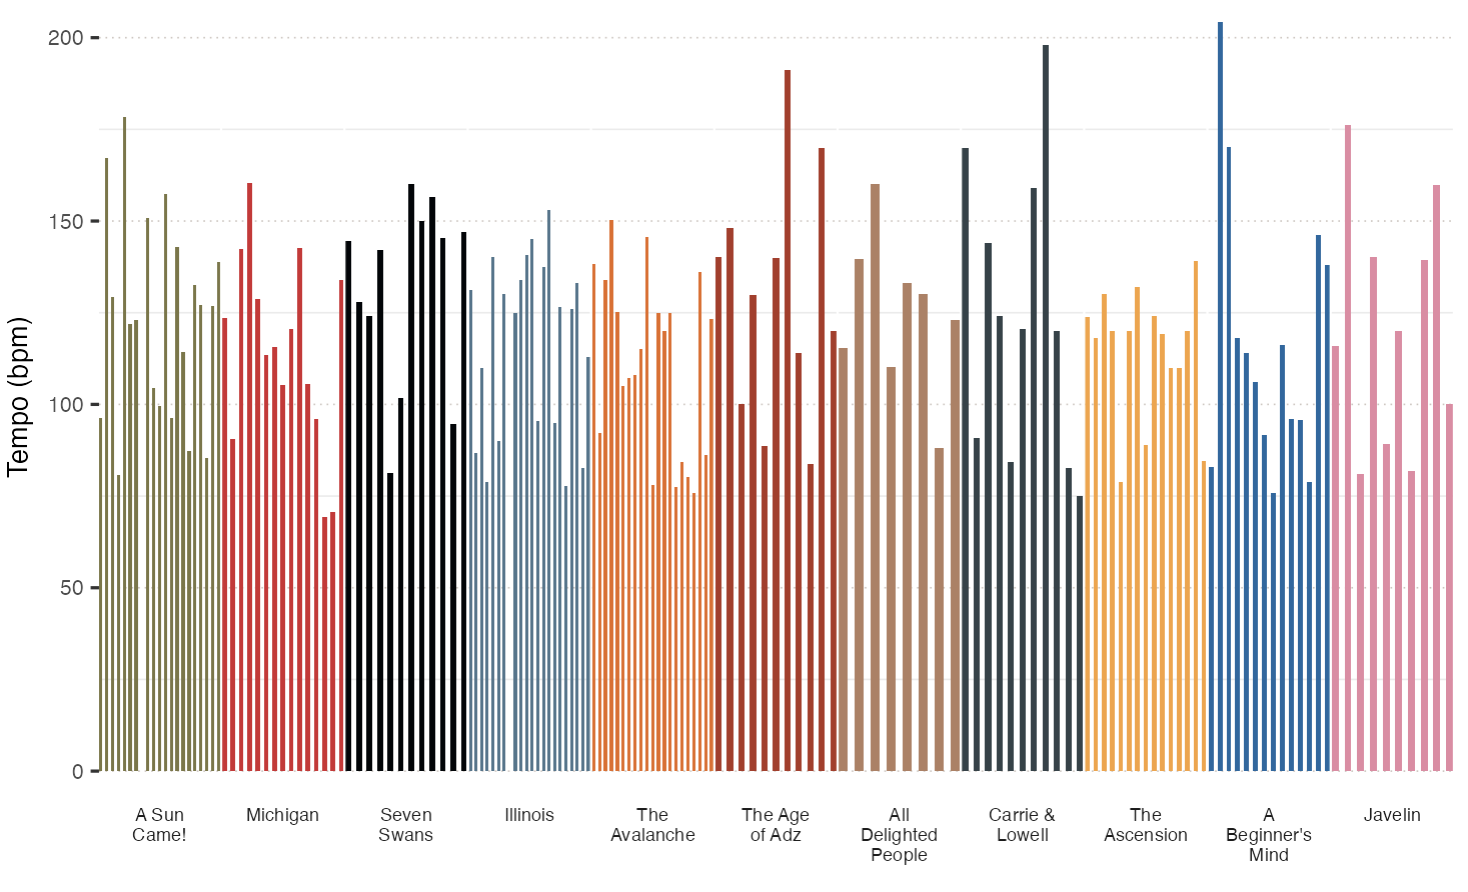 Tempo (bpm)
200
150
100
50
0
A Sun
Came!
Michigan
Seven
Swans
Illinois
The
Avalanche
The Age
of Adz
All
Delighted
People
Carrie &
Lowell
The
Ascension
A
Beginner's
Mind
Javelin